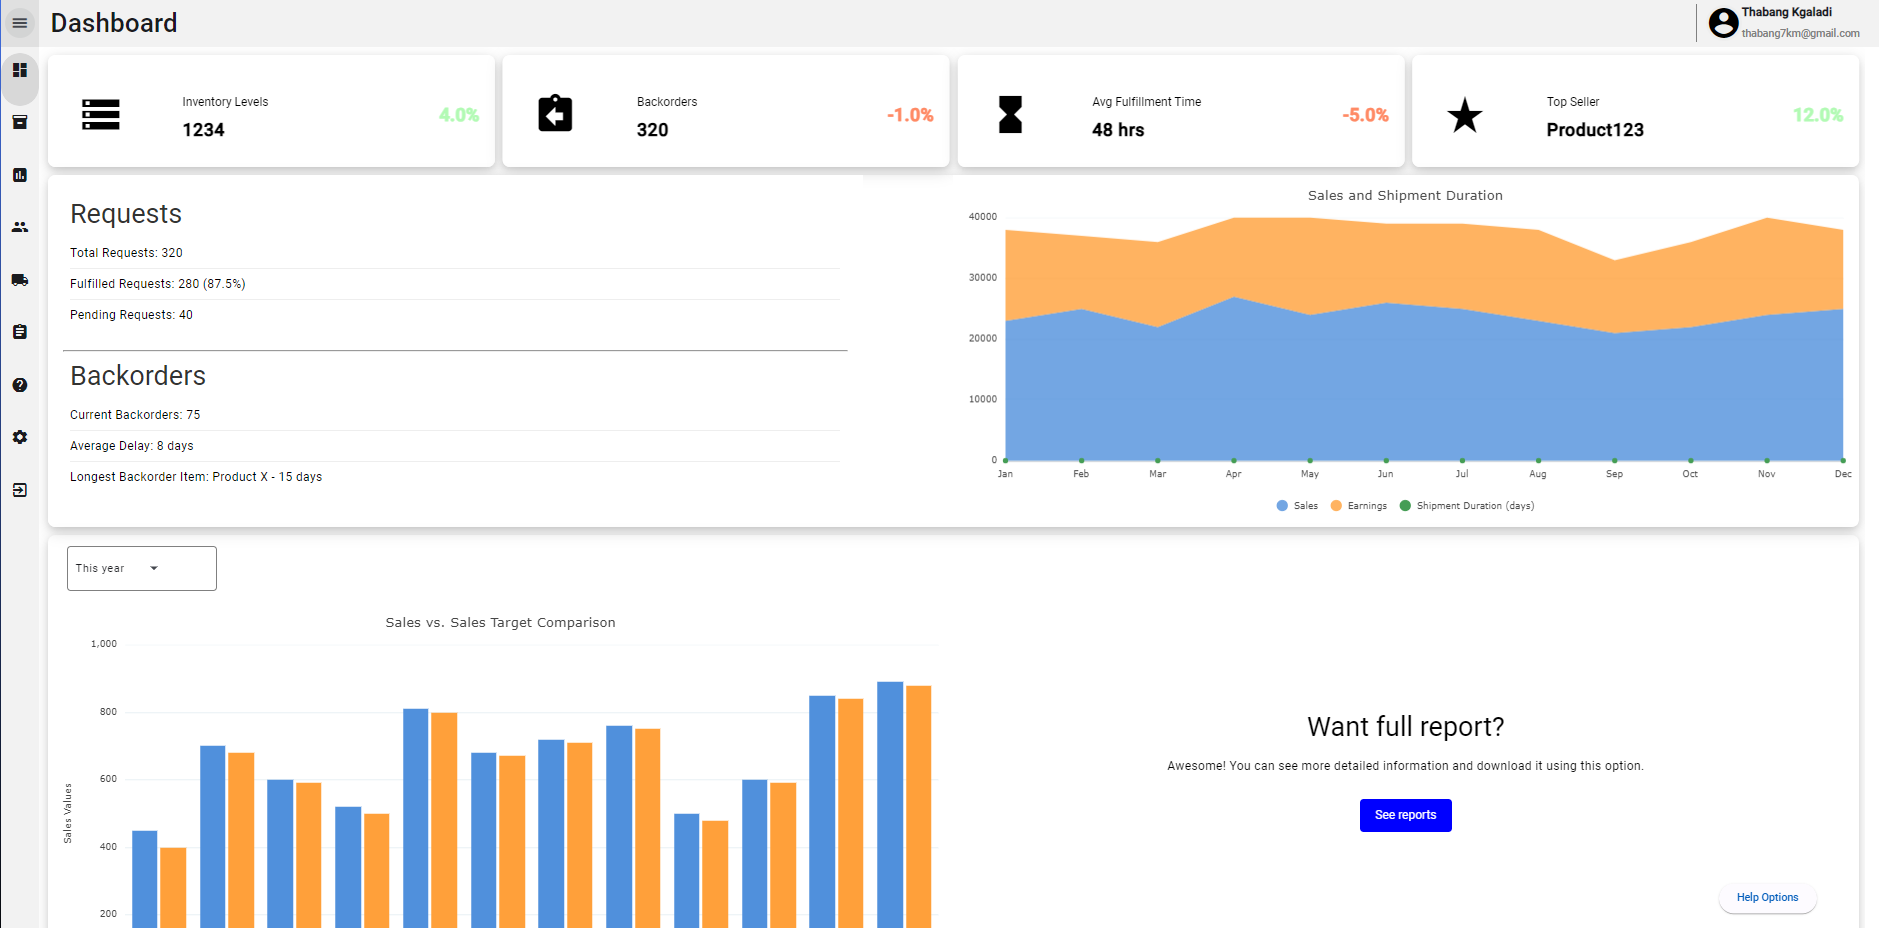 Dashboard
Thabang Kgaladi
thabang7km@gmail.com
Inventory Levels
1234
4.0%
Backorders
320
-1.0%
Avg Fulfillment Time
48 hrs
-5.0%
Top Seller
Product123
12.0%
Requests
Total Requests: 320
Fulfilled Requests: 280 (87.5%)
Pending Requests: 40
Backorders
Current Backorders: 75
Average Delay: 8 days
Longest Backorder Item: Product X - 15 days
Sales and Shipment Duration
40000
30000
20000
10000
0
Jan Feb Mar Apr May Jun Jul Aug Sep Oct Nov Dec
Sales Earnings Shipment Duration (days)
This year
Sales vs. Sales Target Comparison
1,000
800
600
400
200
Sales Values
Want full report?
Awesome! You can see more detailed information and download it using this option.
See reports
Help Options